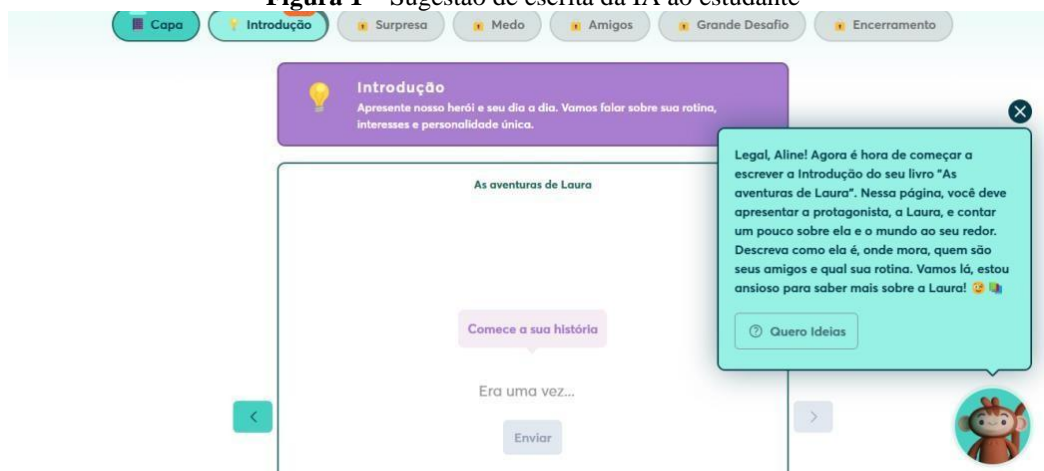 Figura 1 – Sugestão de escrita da IA ao estudante
Capa
Introdução
Surpresa
Medo
Amigos
Grande Desafio
Encerramento
Introdução
Apresente nosso herói e seu dia a dia. Vamos falar sobre sua rotina,
interesses e personalidade única.
As aventuras de Laura
Comece a sua história
Era uma vez...
Enviar
Legal, Aline! Agora é hora de começar a
escrever a Introdução do seu livro "As
aventuras de Laura". Nessa página, você deve
apresentar a protagonista, a Laura, e contar
um pouco sobre ela e o mundo ao seu redor.
Descreva como ela é, onde mora, quem são
seus amigos e qual sua rotina. Vamos lá, estou
ansioso para saber mais sobre a Laura!
Quero Ideias